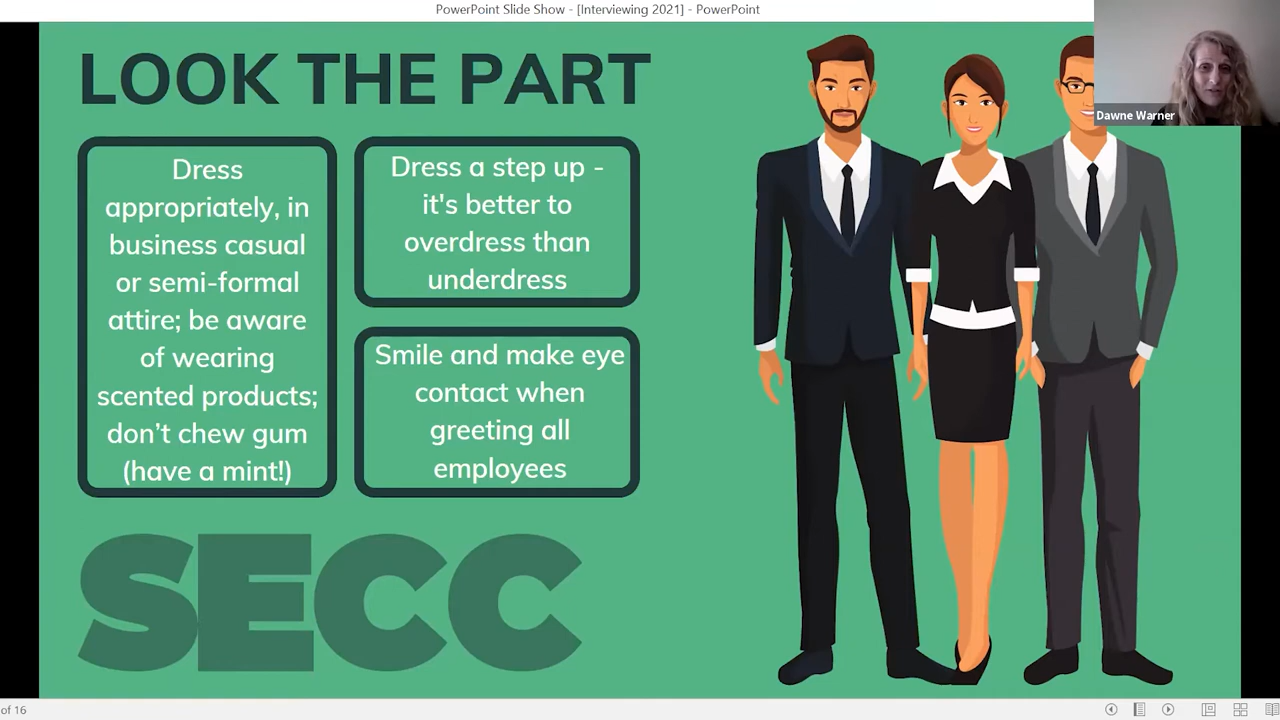 PowerPoint Slide Show - [Interviewing 2021] - PowerPoint
Dawne Warner
LOOK THE PART
Dress
appropriately, in
business casual
or semi-formal
attire; be aware
of wearing
scented products;
don’t chew gum
(have a mint!)
Dress a step up -
it's better to
overdress than
underdress
Smile and make eye
contact when
greeting all
employees
SECC
of 16